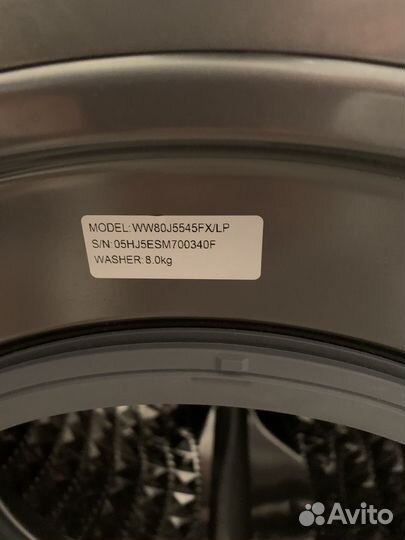 MODEL: WW80J5545FX/LP
S/N: 05HJ5ESM700340F
WASHER: 8.0kg
Avito